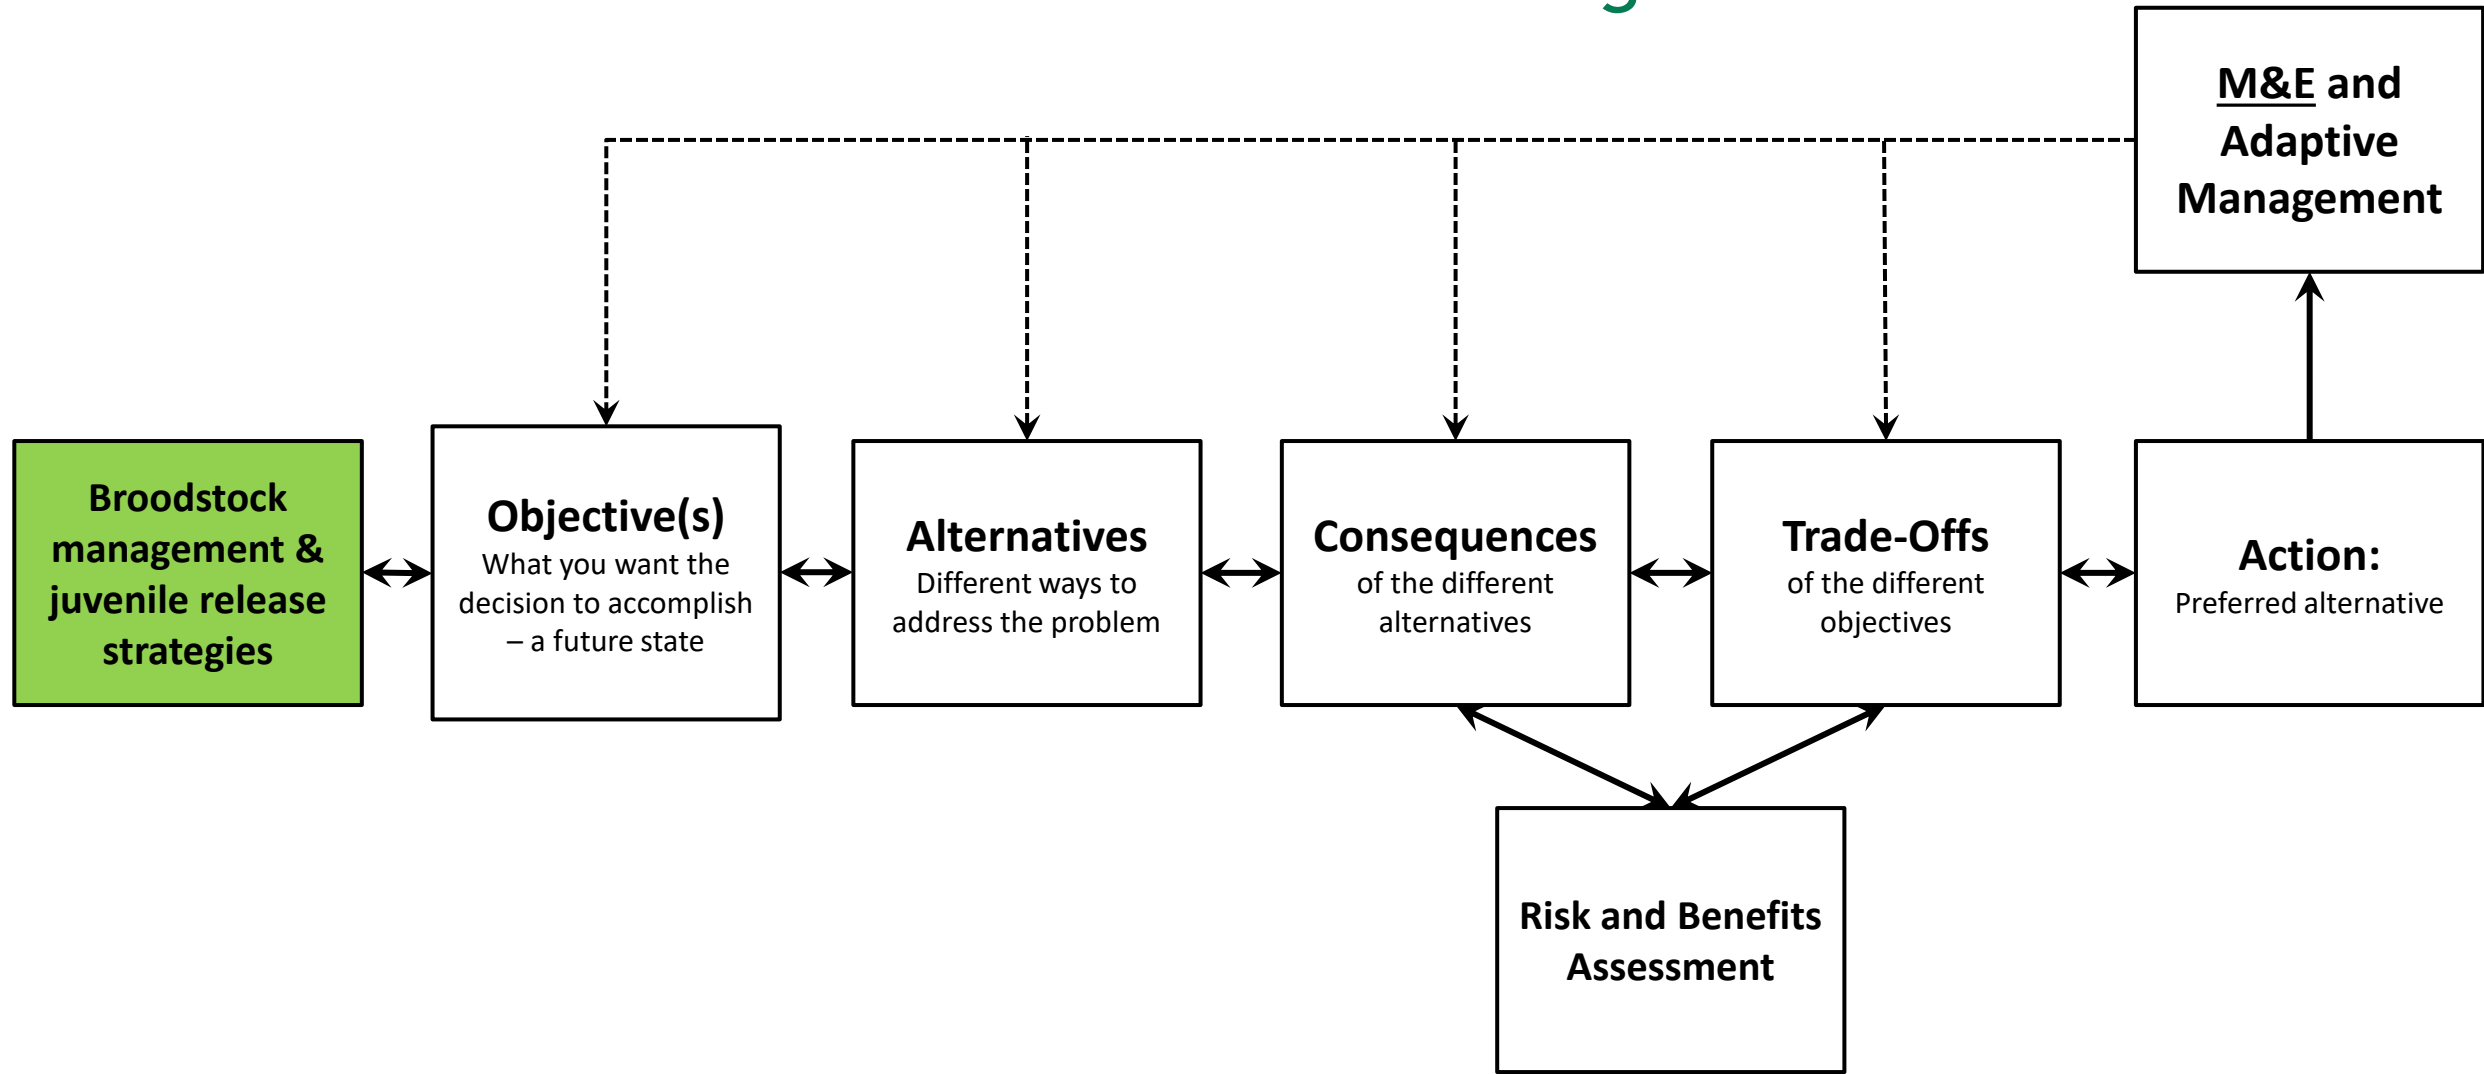 M&E and
Adaptive
Management
Broodstock
management &
juvenile release
strategies
Objective(s)
What you want the
decision to accomplish
– a future state
Alternatives
Different ways to
address the problem
Consequences
of the different
alternatives
Trade-Offs
of the different
objectives
Action:
Preferred alternative
Risk and Benefits
Assessment